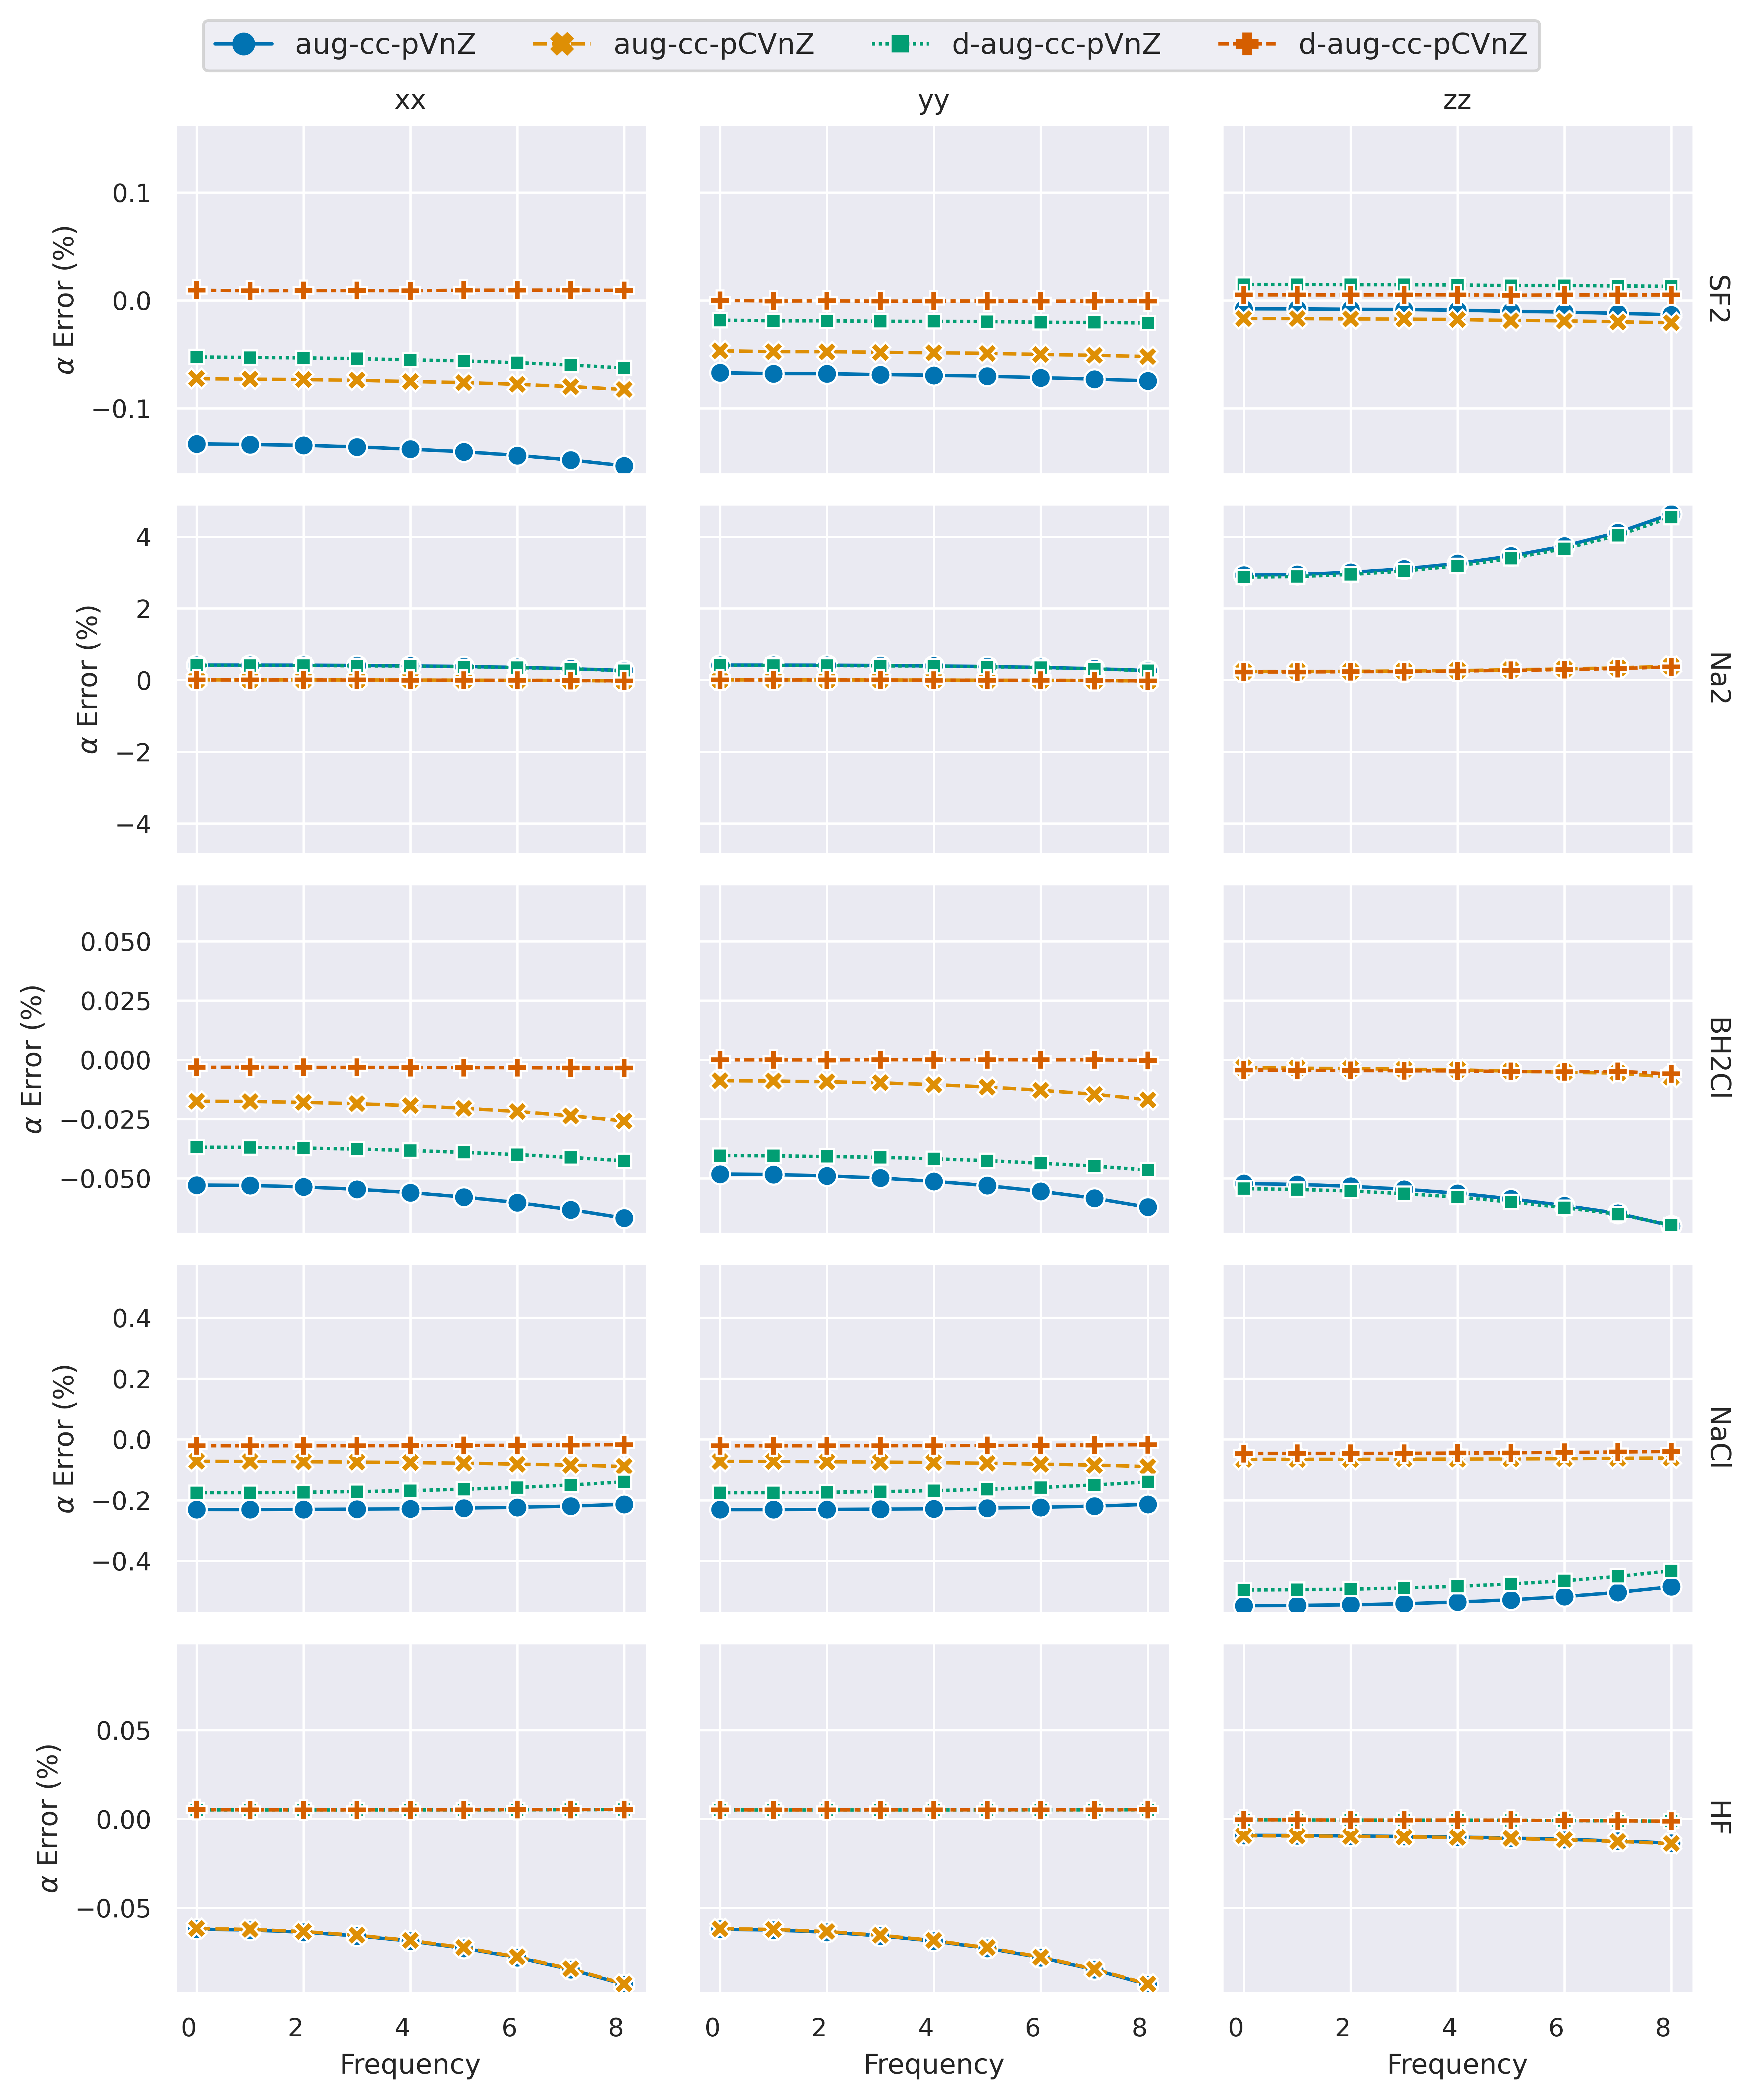 aug-cc-pVnZ aug-cc-pCVnZ d-aug-cc-pVnZ d-aug-cc-pCVnZ
xx yy zz
0.1
0.0
−0.1
α Error (%)
SF2
4
2
0
−2
−4
α Error (%)
Na2
0.050
0.025
0.000
−0.025
−0.050
α Error (%)
BH2Cl
0.4
0.2
0.0
−0.2
−0.4
α Error (%)
NaCl
0.05
0.00
−0.05
α Error (%)
HF
0 2 4 6 8 0 2 4 6 8 0 2 4 6 8
Frequency Frequency Frequency